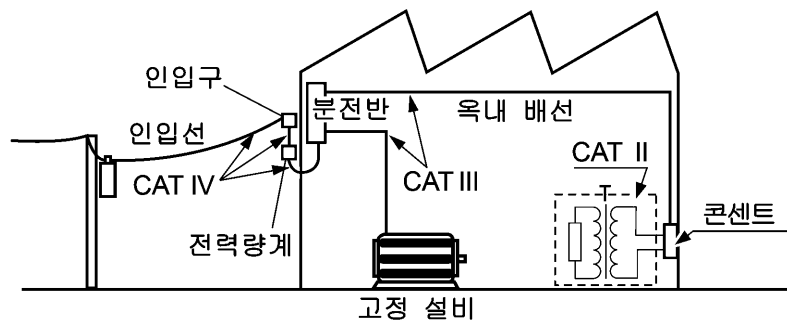 인입구
분전반
옥내 배선
인입선
CAT IV
CAT III
CAT II
T
콘센트
전력량계
고정 설비